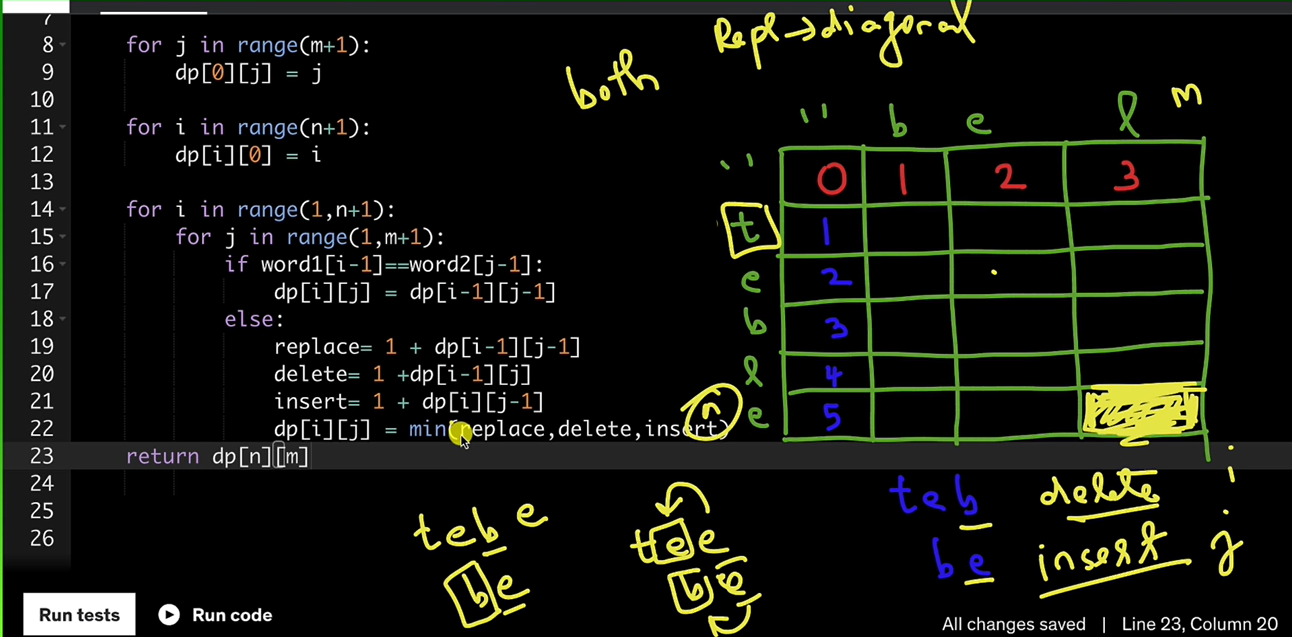 7
8 for j in range(m+1):
9 dp[0][j] = j
10
11 for i in range(n+1):
12 dp[i][0] = i
13
14 for i in range(1,n+1):
15 for j in range(1,m+1):
16 if word1[i-1]==word2[j-1]:
17 dp[i][j] = dp[i-1][j-1]
18 else:
19 replace= 1 + dp[i-1][j-1]
20 delete= 1 +dp[i-1][j]
21 insert= 1 + dp[i][j-1]
22 dp[i][j] = min(replace,delete,insert)
23 return dp[n][m]
24
25
26
Repl→diagonal
both
'' b e l m
'' 0 1 2 3
t 1
e 2
b 3
l 4
n e 5
teb e
be
tee
be
teb delete i
be insert j
Run tests Run code
All changes saved | Line 23, Column 20